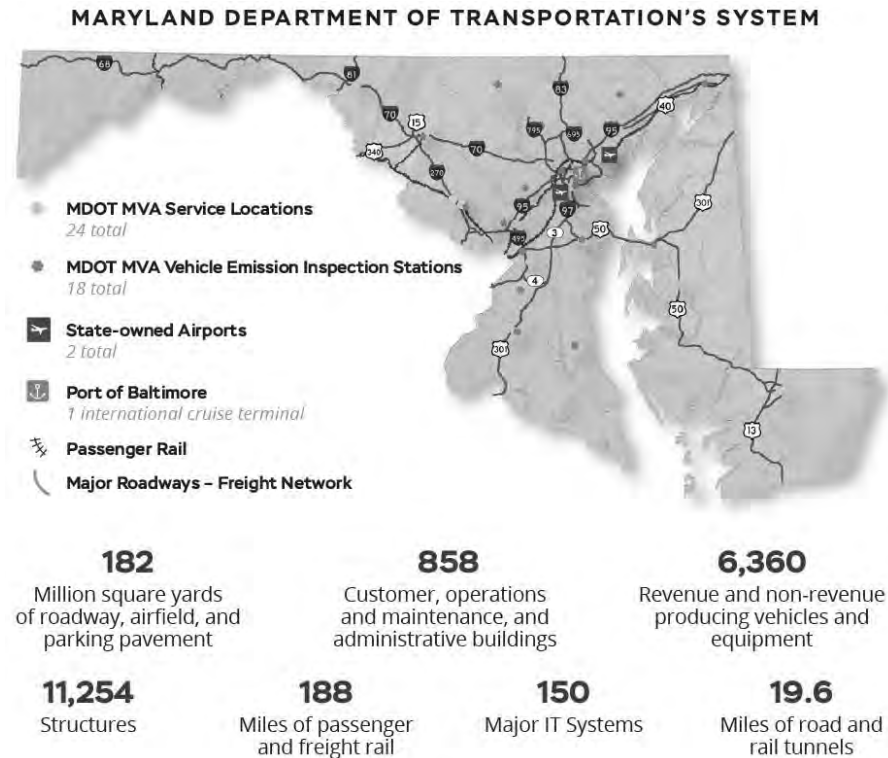 MARYLAND DEPARTMENT OF TRANSPORTATION'S SYSTEM
68
81
70
15
340
270
70
83
795
695
95
40
95
97
495
3
50
301
4
50
301
13
MDOT MVA Service Locations
24 total
MDOT MVA Vehicle Emission Inspection Stations
18 total
State-owned Airports
2 total
Port of Baltimore
1 international cruise terminal
Passenger Rail
Major Roadways – Freight Network
182
Million square yards
of roadway, airfield, and
parking pavement
858
Customer, operations
and maintenance, and
administrative buildings
6,360
Revenue and non-revenue
producing vehicles and
equipment
11,254
Structures
188
Miles of passenger
and freight rail
150
Major IT Systems
19.6
Miles of road and
rail tunnels